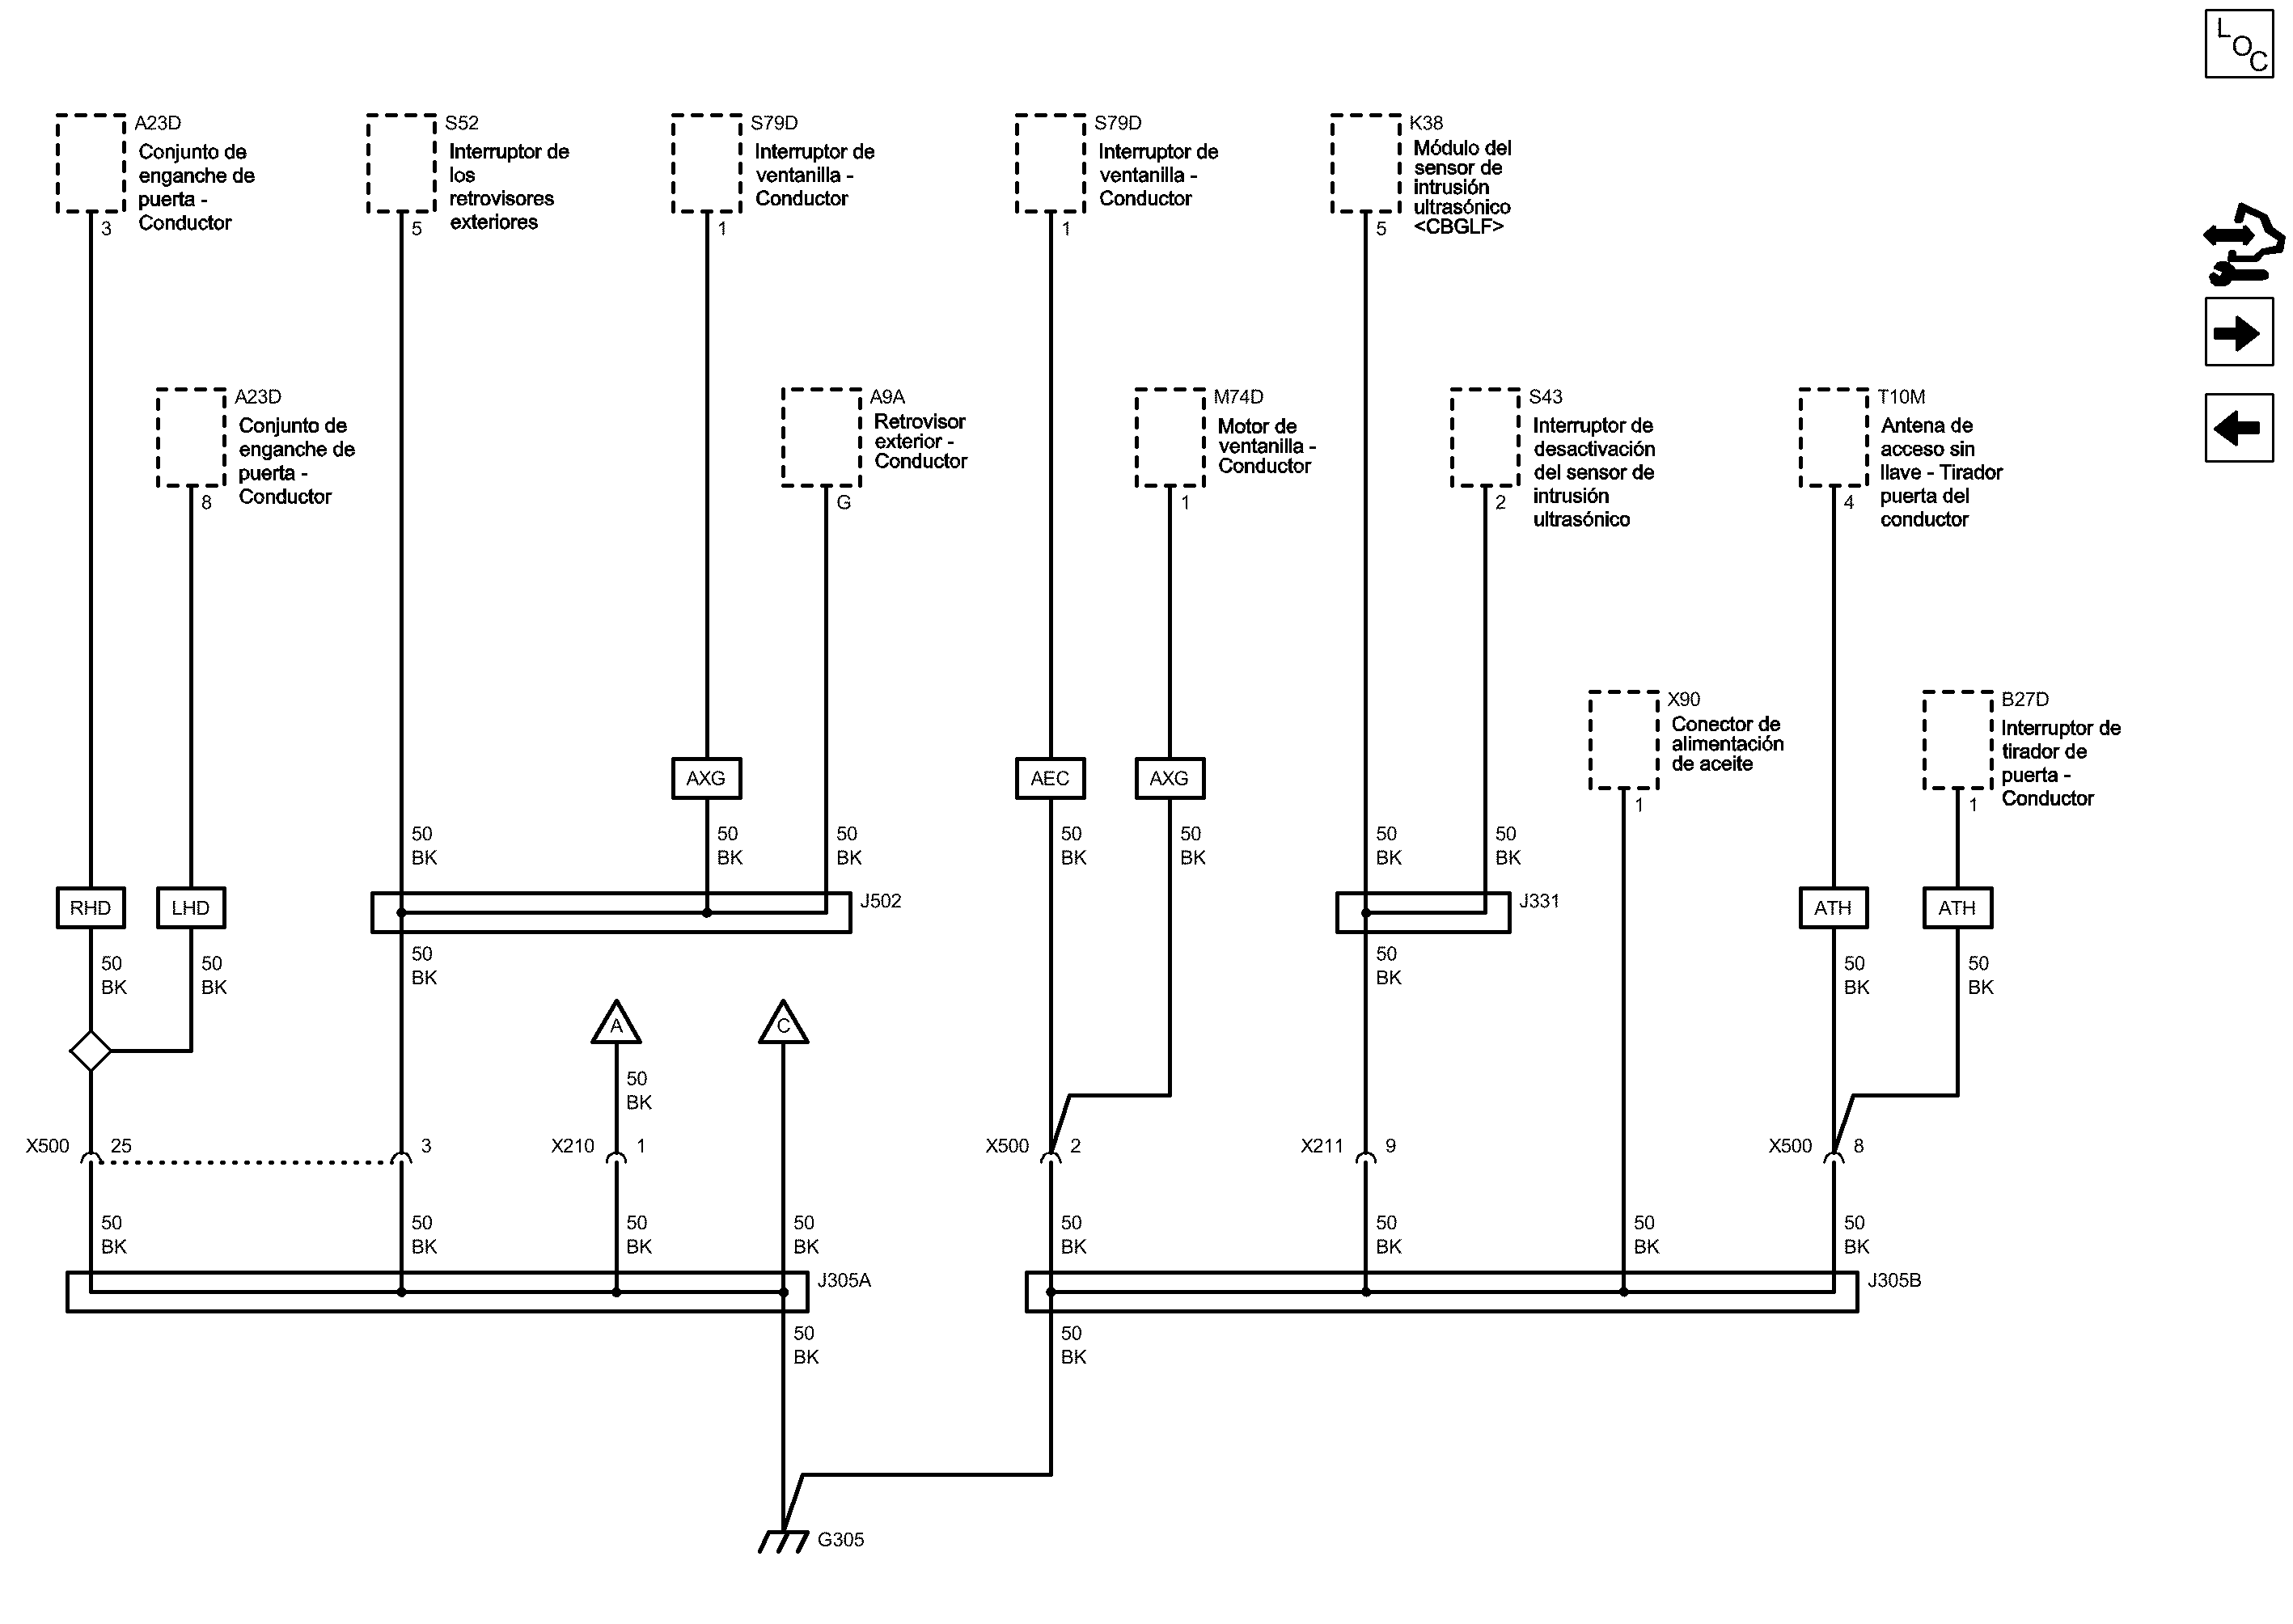 LOC
A23D
Conjunto de
enganche de
puerta -
Conductor
3
S52
Interruptor de
los
retrovisores
exteriores
5
S79D
Interruptor de
ventanilla -
Conductor
1
S79D
Interruptor de
ventanilla -
Conductor
1
K38
Módulo del
sensor de
intrusión
ultrasónico
<CBGLF>
5
A23D
Conjunto de
enganche de
puerta -
Conductor
8
A9A
Retrovisor
exterior -
Conductor
G
M74D
Motor de
ventanilla -
Conductor
1
S43
Interruptor de
desactivación
del sensor de
intrusión
ultrasónico
2
T10M
Antena de
acceso sin
llave - Tirador
puerta del
conductor
4
X90
Conector de
alimentación
de aceite
1
B27D
Interruptor de
tirador de
puerta -
Conductor
1
AXG
AEC
AXG
50
BK
50
BK
50
BK
50
BK
50
BK
50
BK
50
BK
RHD
LHD
J502
J331
ATH
ATH
50
BK
50
BK
50
BK
50
BK
50
BK
50
BK
A
C
50
BK
X500
25
3
X210
1
X500
2
X211
9
X500
8
50
BK
50
BK
50
BK
50
BK
50
BK
50
BK
50
BK
50
BK
J305A
J305B
50
BK
50
BK
G305